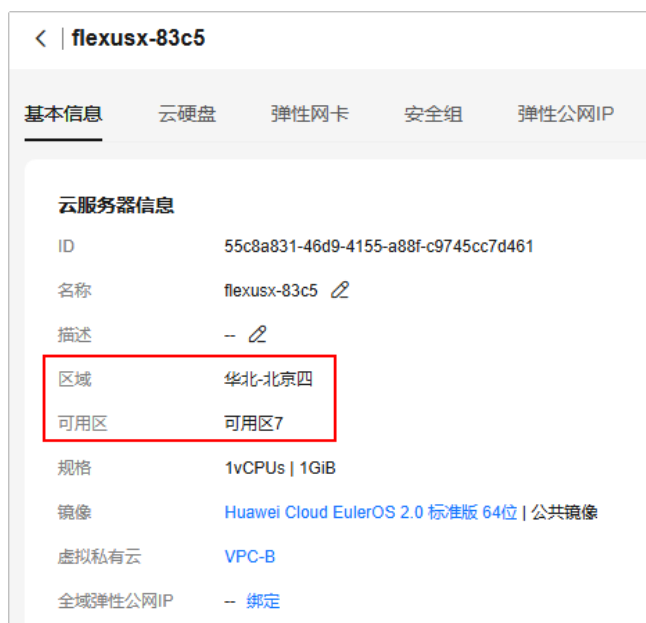 flexusx-83c5
基本信息 云硬盘 弹性网卡 安全组 弹性公网IP
云服务器信息
ID 55c8a831-46d9-4155-a88f-c9745cc7d461
名称 flexusx-83c5
描述 --
区域 华北-北京四
可用区 可用区7
规格 1vCPUs | 1GiB
镜像 Huawei Cloud EulerOS 2.0 标准版 64位 | 公共镜像
虚拟私有云 VPC-B
全域弹性公网IP -- 绑定